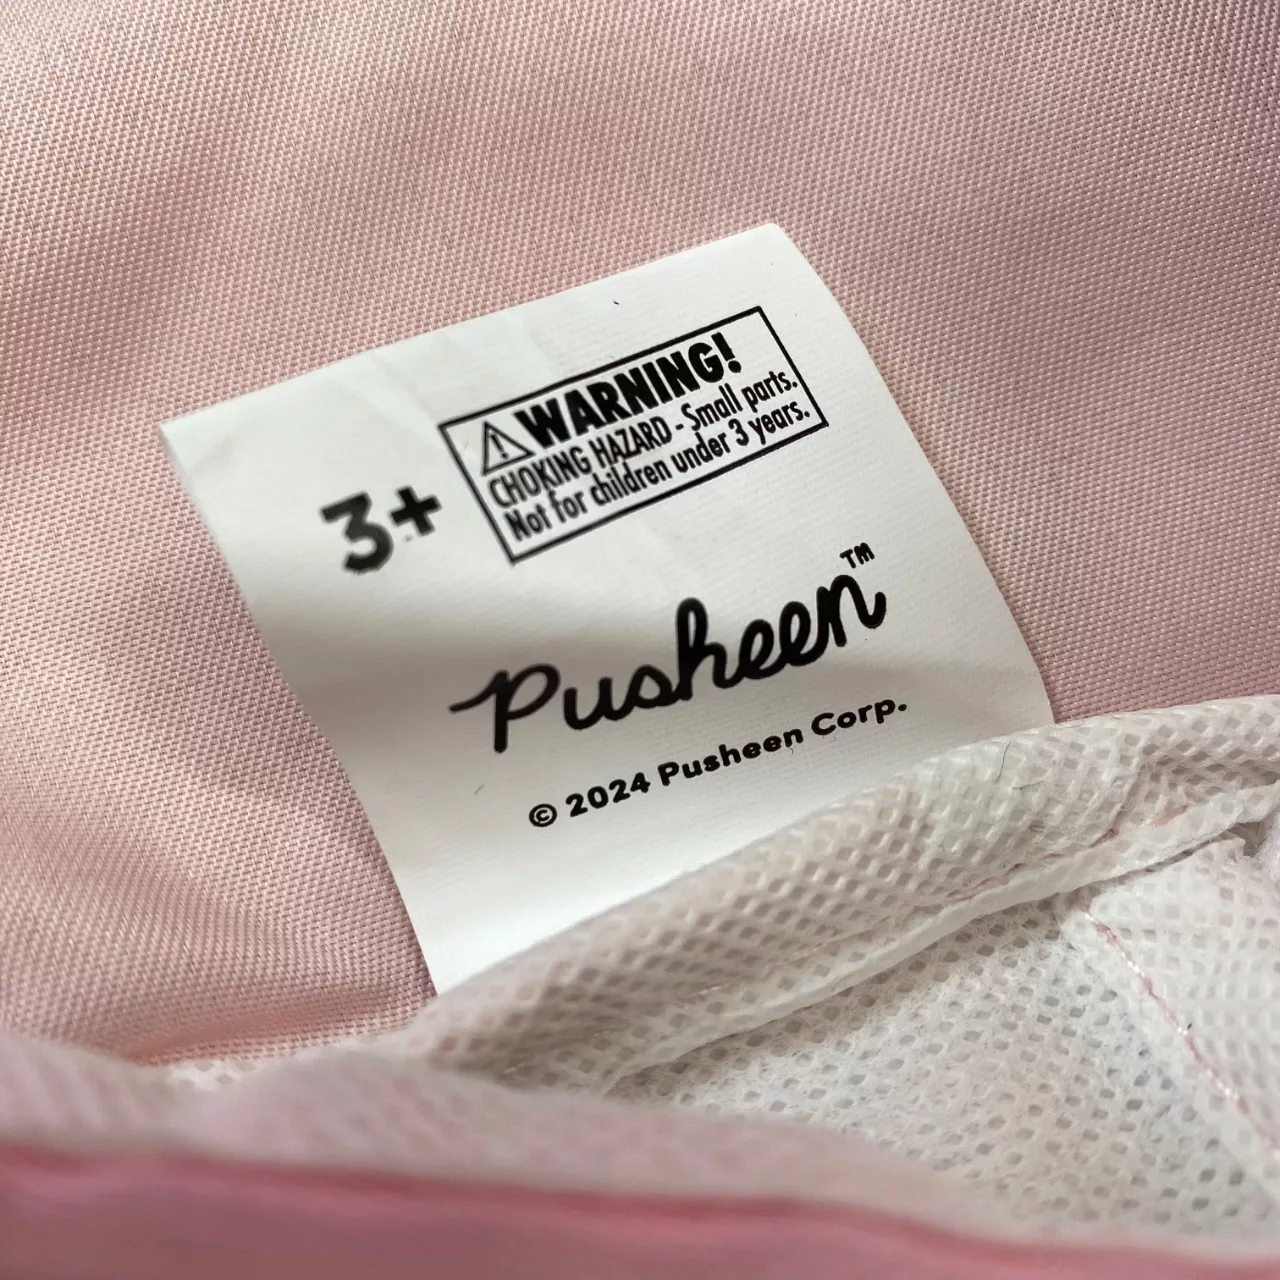 WARNING!
CHOKING HAZARD - Small parts.
Not for children under 3 years.
3+
Pusheen™
© 2024 Pusheen Corp.